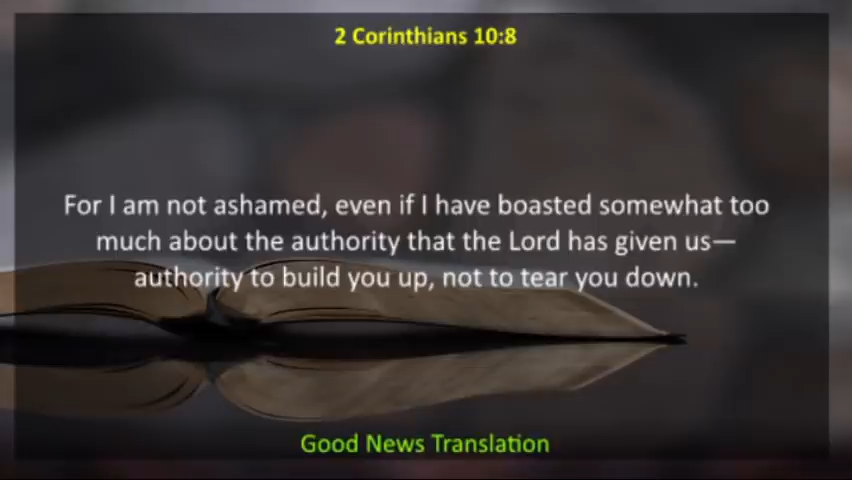 2 Corinthians 10:8
For I am not ashamed, even if I have boasted somewhat too
much about the authority that the Lord has given us—
authority to build you up, not to tear you down.
Good News Translation